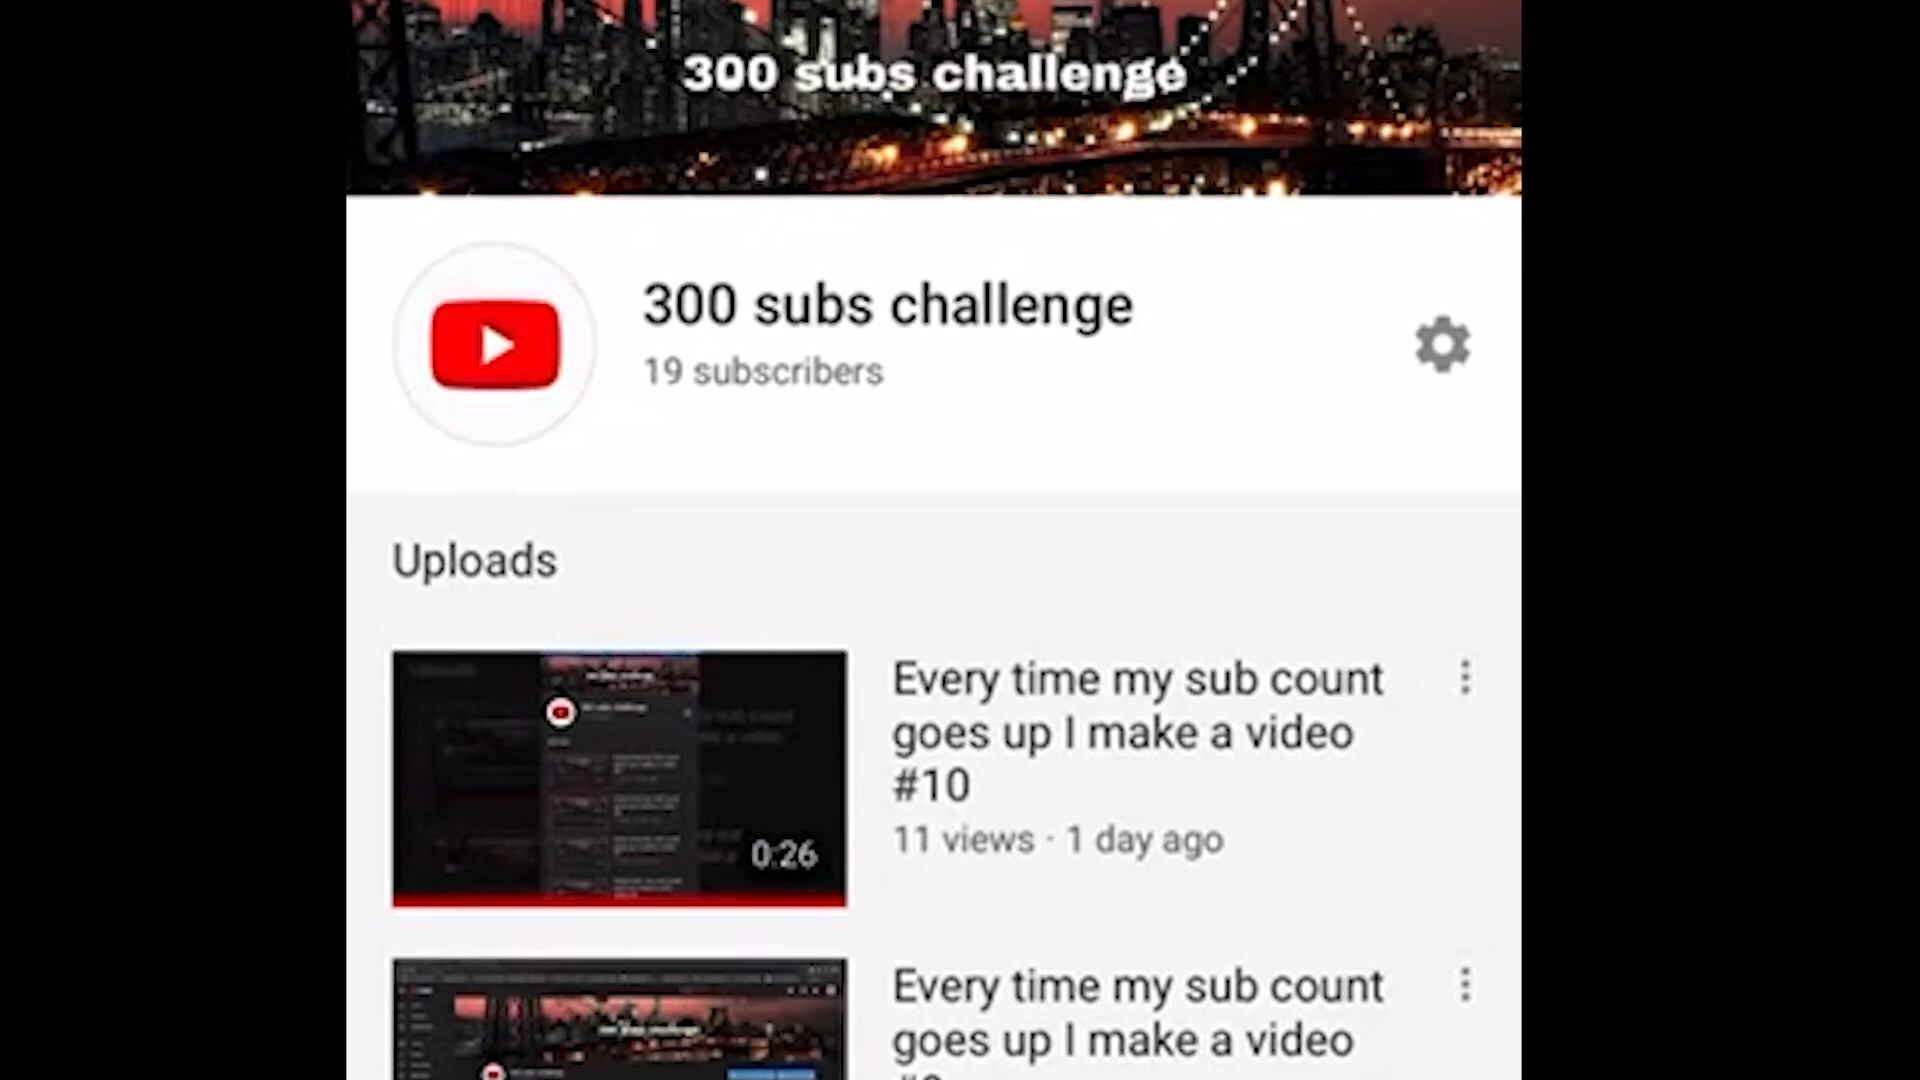 300 subs challenge
300 subs challenge
19 subscribers
Uploads
Every time my sub count
goes up I make a video
#10
11 views · 1 day ago
0:26
Every time my sub count
goes up I make a video